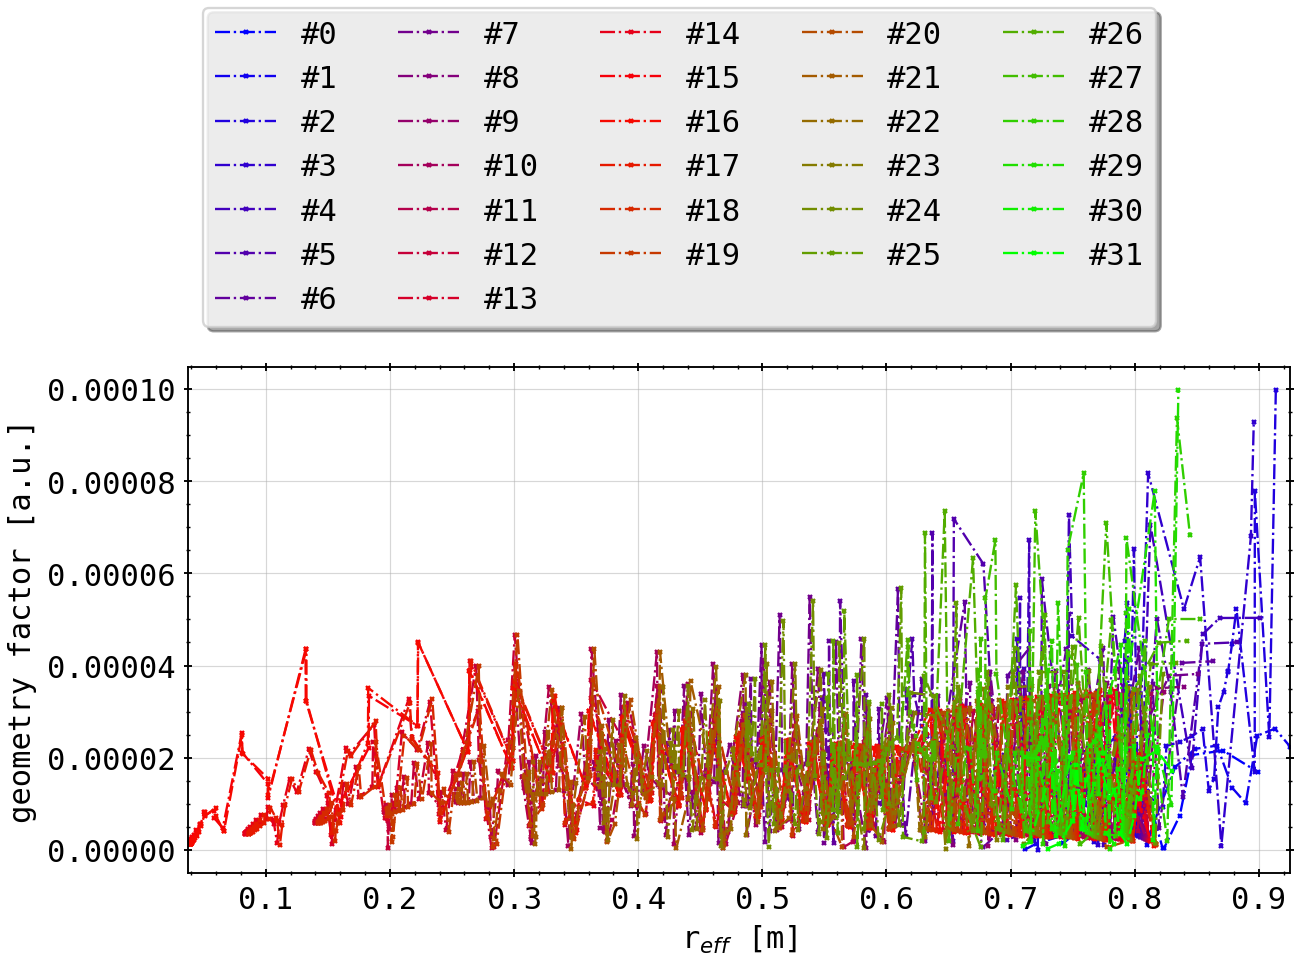 #0 #7 #14 #20 #26
#1 #8 #15 #21 #27
#2 #9 #16 #22 #28
#3 #10 #17 #23 #29
#4 #11 #18 #24 #30
#5 #12 #19 #25 #31
#6 #13
0.00010
0.00008
0.00006
0.00004
0.00002
0.00000
geometry factor [a.u.]
0.1 0.2 0.3 0.4 0.5 0.6 0.7 0.8 0.9
r_eff [m]